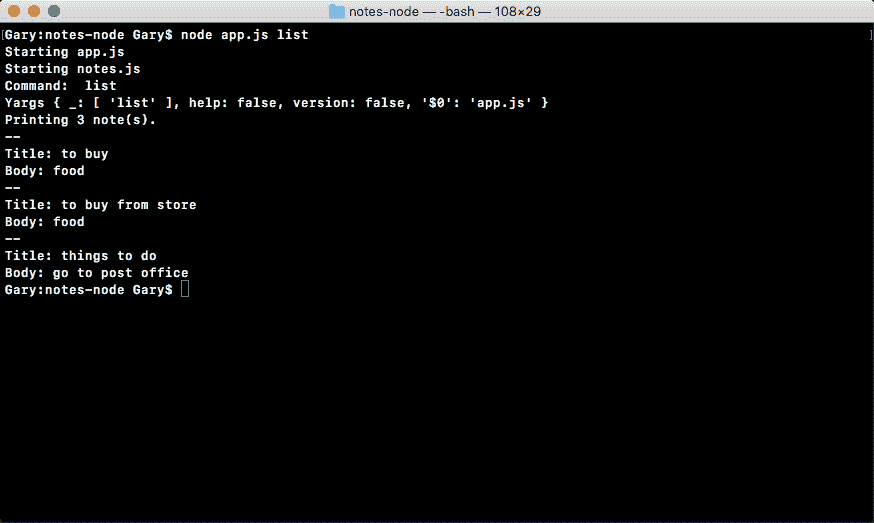 notes-node — -bash — 108×29
Gary:notes-node Gary$ node app.js list
Starting app.js
Starting notes.js
Command:  list
Yargs { _: [ 'list' ], help: false, version: false, '$0': 'app.js' }
Printing 3 note(s).
--
Title: to buy
Body: food
--
Title: to buy from store
Body: food
--
Title: things to do
Body: go to post office
Gary:notes-node Gary$